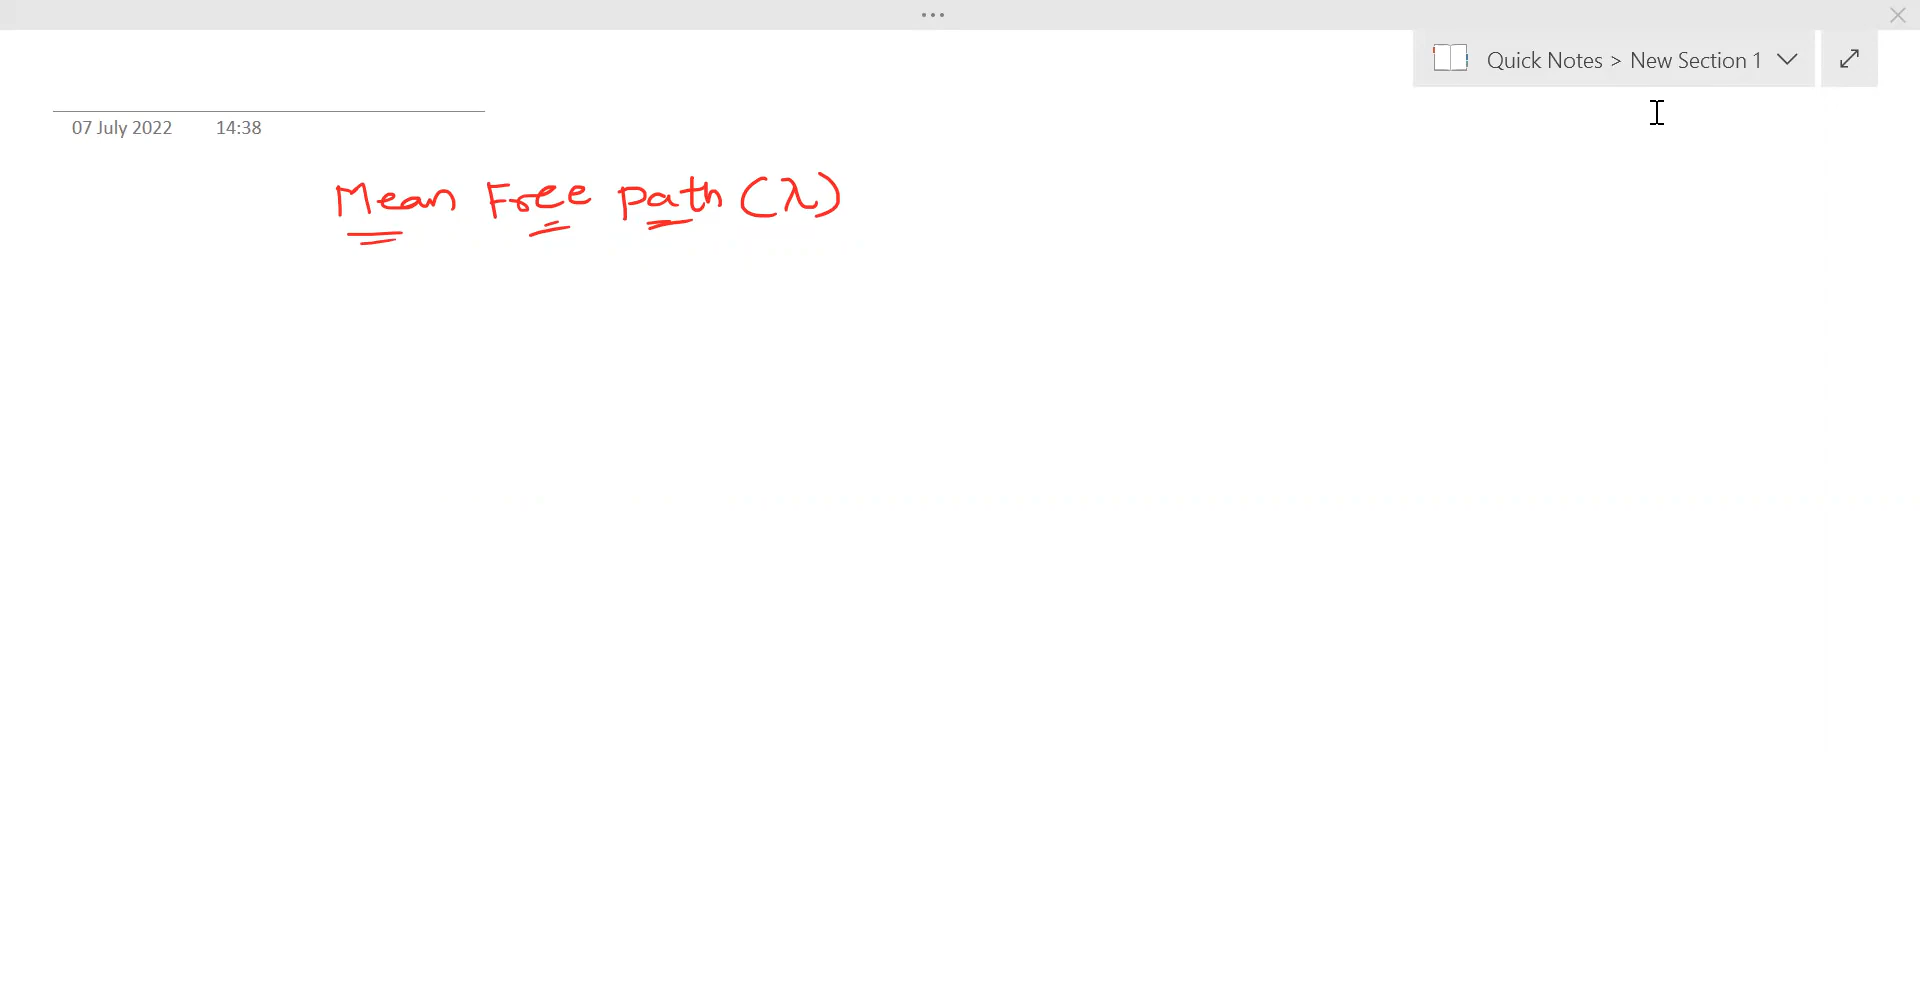 Quick Notes > New Section 1
07 July 2022 14:38
Mean Free path (λ)